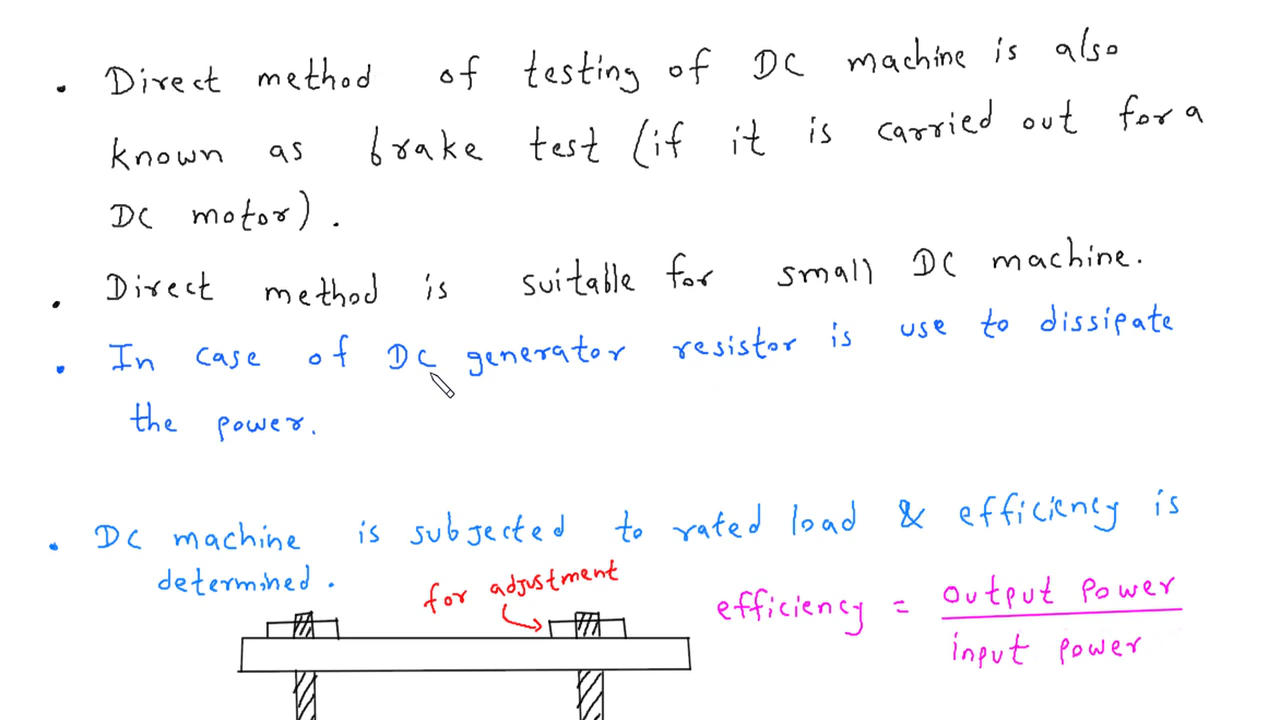 • Direct method of testing of DC machine is also
known as brake test (if it is carried out for a
DC motor).
• Direct method is suitable for small DC machine.
• In case of DC generator resistor is use to dissipate
the power.
• DC machine is subjected to rated load & efficiency is
determined.
for adjustment
efficiency = output power / input power